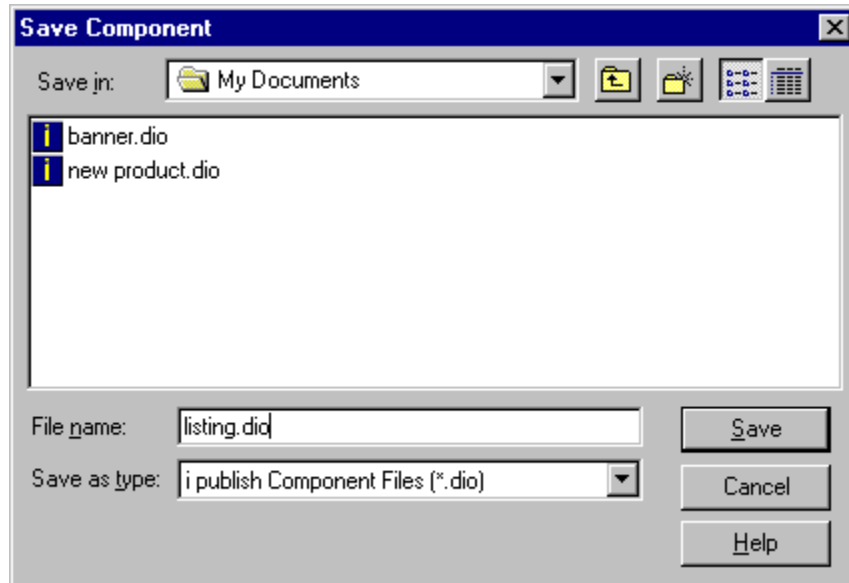 Save Component
Save in: My Documents
banner.dio
new product.dio
File name: listing.dio
Save
Save as type: i publish Component Files (*.dio)
Cancel
Help